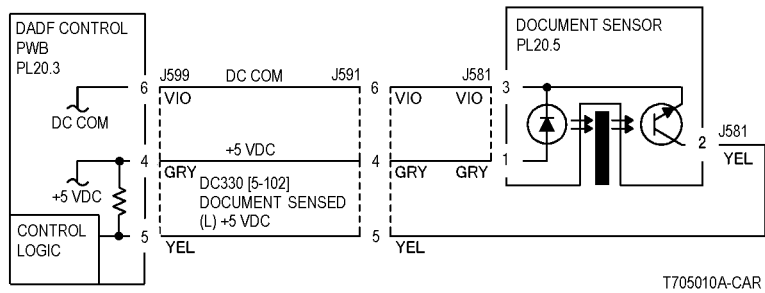 DADF CONTROL
PWB
PL20.3
DC COM
+5 VDC
CONTROL
LOGIC
6
4
5
J599
DC COM
J591
VIO
+5 VDC
GRY
DC330 [5-102]
DOCUMENT SENSED
(L) +5 VDC
YEL
6
4
5
J581
VIO
VIO
GRY
GRY
YEL
DOCUMENT SENSOR
PL20.5
3
1
2
J581
YEL
T705010A-CAR